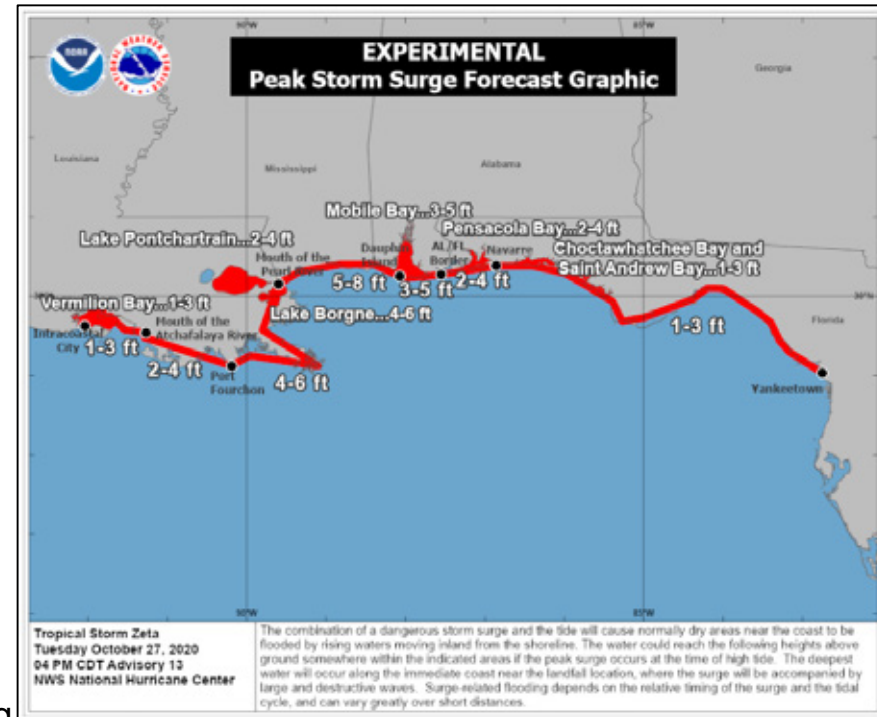 90°W
85°W
EXPERIMENTAL
Peak Storm Surge Forecast Graphic
NOAA
Georgia
Louisiana
Mississippi
Alabama
Mobile Bay...3-5 ft
Pensacola Bay...2-4 ft
Lake Pontchartrain...2-4 ft
Dauphin
Island
AL/FL
Border
Navarre
Choctawhatchee Bay and
Saint Andrew Bay...1-3 ft
Mouth of the
Pearl River
5-8 ft
3-5 ft
2-4 ft
30°N
30°N
Vermilion Bay...1-3 ft
Lake Borgne...4-6 ft
1-3 ft
Florida
Intracoastal
City
Mouth of the
Atchafalaya River
1-3 ft
2-4 ft
Port
Fourchon
4-6 ft
Yankeetown
90°W
85°W
Tropical Storm Zeta
Tuesday October 27, 2020
04 PM CDT Advisory 13
NWS National Hurricane Center
The combination of a dangerous storm surge and the tide will cause normally dry areas near the coast to be
flooded by rising waters moving inland from the shoreline. The water could reach the following heights above
ground somewhere within the indicated areas if the peak surge occurs at the time of high tide. The deepest
water will occur along the immediate coast near the landfall location, where the surge will be accompanied by
large and destructive waves. Surge-related flooding depends on the relative timing of the surge and the tidal
cycle, and can vary greatly over short distances.